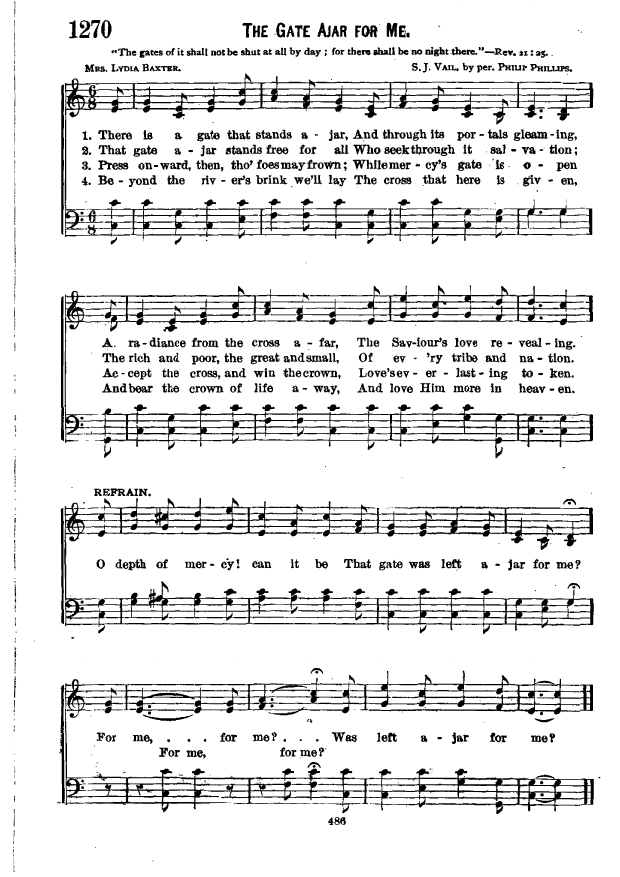 1270
THE GATE AJAR FOR ME.
"The gates of it shall not be shut at all by day ; for there shall be no night there."—REV. 21 : 25.
MRS. LYDIA BAXTER. S. J. VAIL, by per. PHILIP PHILLIPS.
1. There is a gate that stands a - jar, And through its por - tals gleam - ing,
2. That gate a - jar stands free for all Who seek through it sal - va - tion;
3. Press on - ward, then, tho' foes may frown; While mer - cy's gate is o - pen
4. Be - yond the riv - er's brink we'll lay The cross that here is giv - en,
A ra - diance from the cross a - far, The Sav - iour's love re - veal - ing.
The rich and poor, the great and small, Of ev - 'ry tribe and na - tion.
Ac - cept the cross, and win the crown, Love's ev - er - last - ing to - ken.
And bear the crown of life a - way, And love Him more in heav - en.
REFRAIN.
O depth of mer - cy! can it be That gate was left a - jar for me?
For me, . . . for me? . . . Was left a - jar for me?
For me, for me?
486